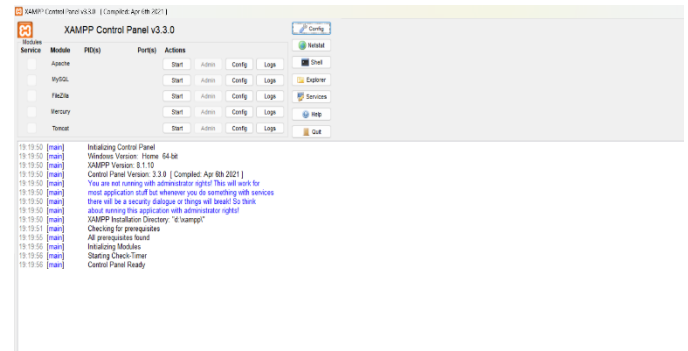 XAMPP Control Panel v3.3.0 [ Compiled: Apr 6th 2021 ]
XAMPP Control Panel v3.3.0
Config
Modules
Service Module PID(s) Port(s) Actions
Netstat
Apache Start Admin Config Logs
Shell
MySQL Start Admin Config Logs
Explorer
FileZilla Start Admin Config Logs
Services
Mercury Start Admin Config Logs
Help
Tomcat Start Admin Config Logs
Quit
19:19:50 [main] Initializing Control Panel
19:19:50 [main] Windows Version: Home 64-bit
19:19:50 [main] XAMPP Version: 8.1.10
19:19:50 [main] Control Panel Version: 3.3.0 [ Compiled: Apr 6th 2021 ]
19:19:50 [main] You are not running with administrator rights! This will work for
19:19:50 [main] most application stuff but whenever you do something with services
19:19:50 [main] there will be a security dialogue or things will break! So think
19:19:50 [main] about running this application with administrator rights!
19:19:50 [main] XAMPP Installation Directory: "d:\xampp\"
19:19:51 [main] Checking for prerequisites
19:19:55 [main] All prerequisites found
19:19:56 [main] Initializing Modules
19:19:56 [main] Starting Check-Timer
19:19:56 [main] Control Panel Ready